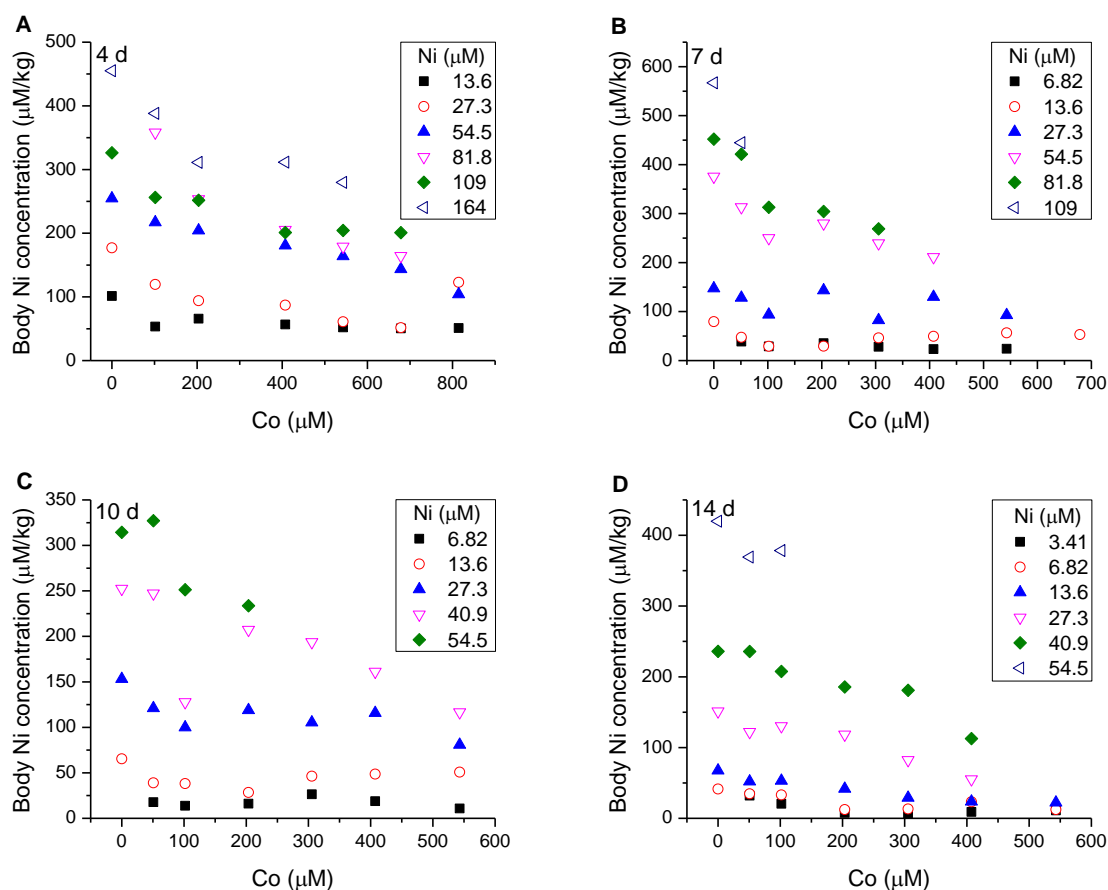 A
4 d
Ni (μM)
13.6
27.3
54.5
81.8
109
164
500
400
300
200
100
0
Body Ni concentration (μM/kg)
0 200 400 600 800
Co (μM)
B
7 d
Ni (μM)
6.82
13.6
27.3
54.5
81.8
109
600
500
400
300
200
100
0
Body Ni concentration (μM/kg)
0 100 200 300 400 500 600 700
Co (μM)
C
10 d
Ni (μM)
6.82
13.6
27.3
40.9
54.5
350
300
250
200
150
100
50
0
Body Ni concentration (μM/kg)
0 100 200 300 400 500 600
Co (μM)
D
14 d
Ni (μM)
3.41
6.82
13.6
27.3
40.9
54.5
400
300
200
100
0
Body Ni concentration (μM/kg)
0 100 200 300 400 500 600
Co (μM)